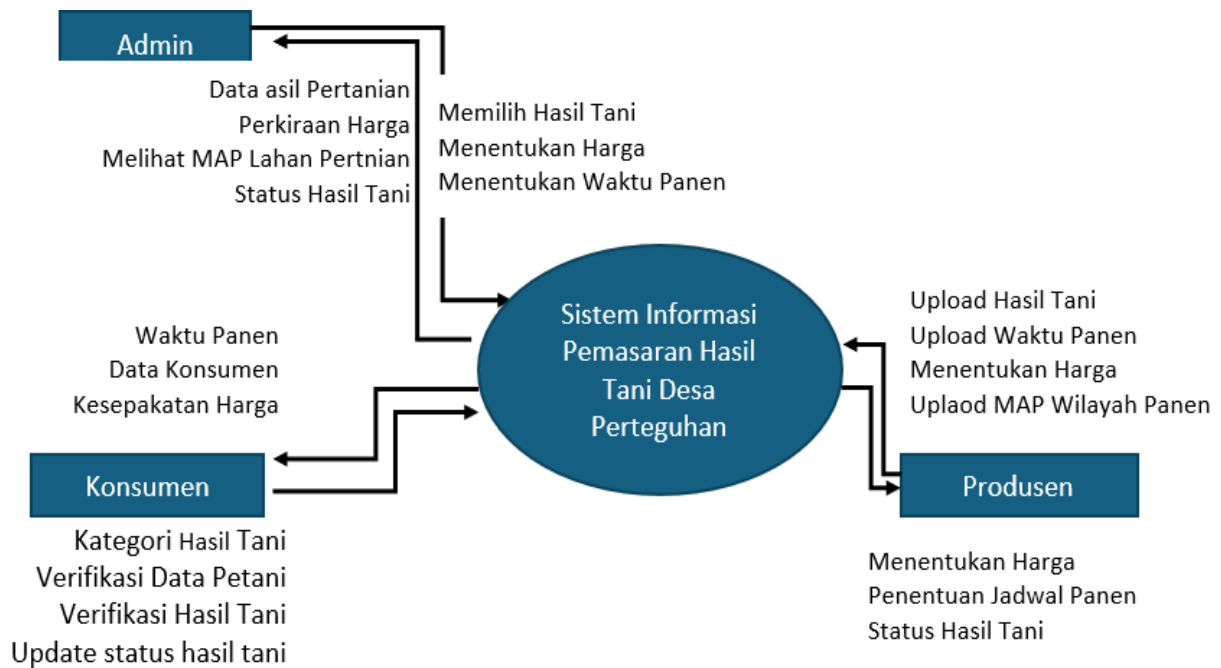 Admin
Data asil Pertanian
Perkiraan Harga
Melihat MAP Lahan Pertnian
Status Hasil Tani
Memilih Hasil Tani
Menentukan Harga
Menentukan Waktu Panen
Sistem Informasi
Pemasaran Hasil
Tani Desa
Perteguhan
Waktu Panen
Data Konsumen
Kesepakatan Harga
Konsumen
Kategori Hasil Tani
Verifikasi Data Petani
Verifikasi Hasil Tani
Update status hasil tani
Upload Hasil Tani
Upload Waktu Panen
Menentukan Harga
Uplaod MAP Wilayah Panen
Produsen
Menentukan Harga
Penentuan Jadwal Panen
Status Hasil Tani